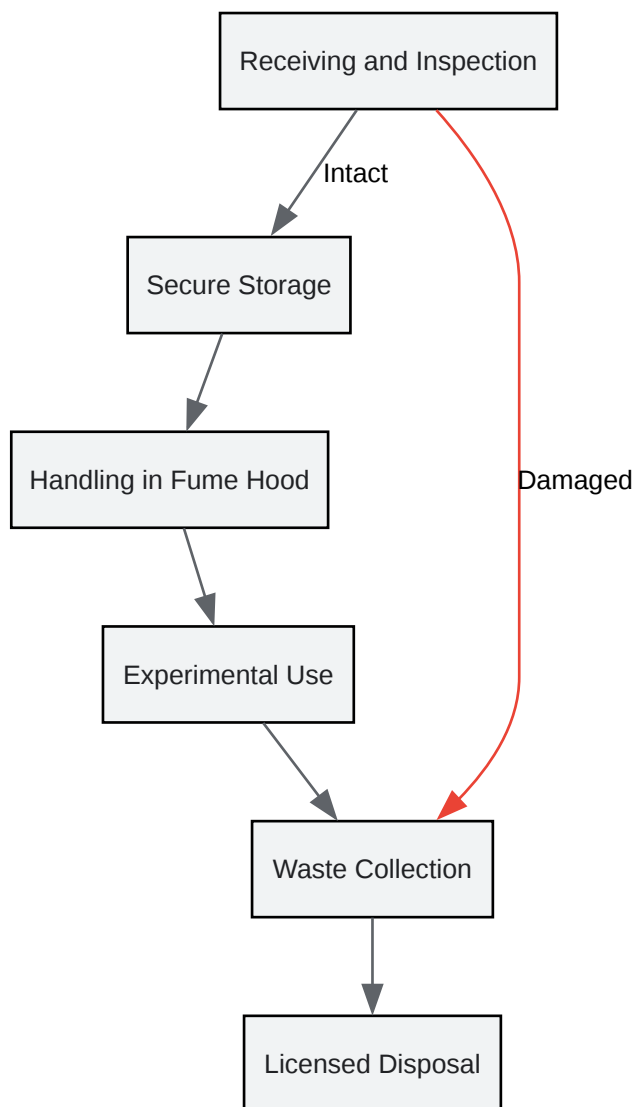 Receiving and Inspection
Intact
Secure Storage
Handling in Fume Hood
Damaged
Experimental Use
Waste Collection
Licensed Disposal